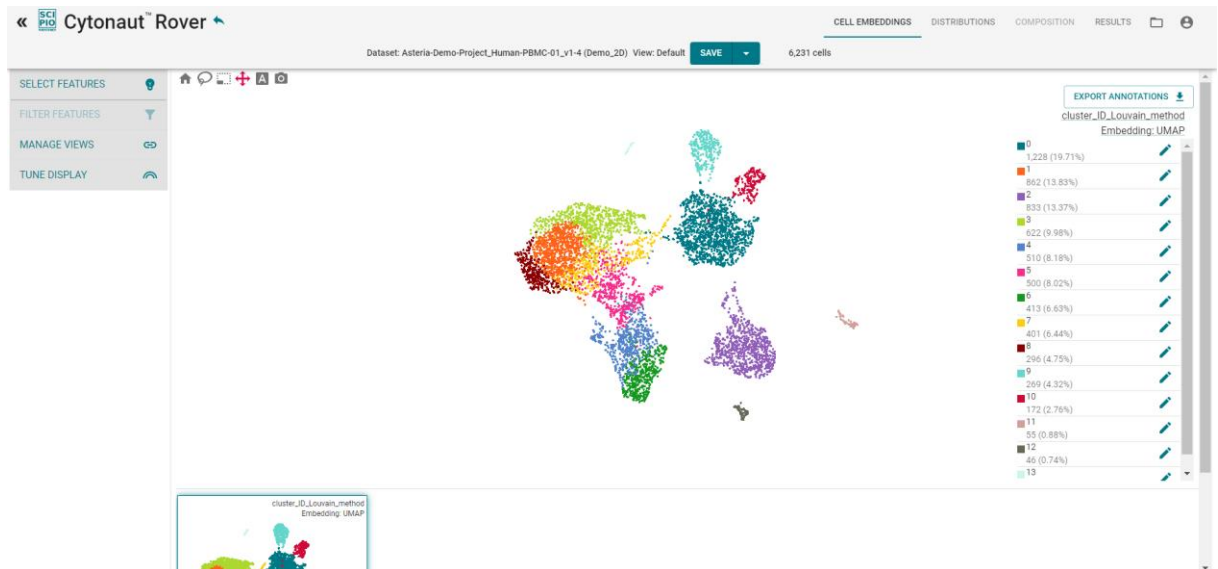 « SCI PIO Cytonaut™ Rover
CELL EMBEDDINGS DISTRIBUTIONS COMPOSITION RESULTS
Dataset: Asteria-Demo-Project_Human-PBMC-01_v1-4 (Demo_2D) View: Default SAVE 6,231 cells
SELECT FEATURES
FILTER FEATURES
MANAGE VIEWS
TUNE DISPLAY
A
EXPORT ANNOTATIONS
cluster_ID_Louvain_method
Embedding: UMAP
0
1,228 (19.71%)
1
862 (13.83%)
2
833 (13.37%)
3
622 (9.98%)
4
510 (8.18%)
5
500 (8.02%)
6
413 (6.63%)
7
401 (6.44%)
8
296 (4.75%)
9
269 (4.32%)
10
172 (2.76%)
11
55 (0.88%)
12
46 (0.74%)
13
cluster_ID_Louvain_method
Embedding: UMAP